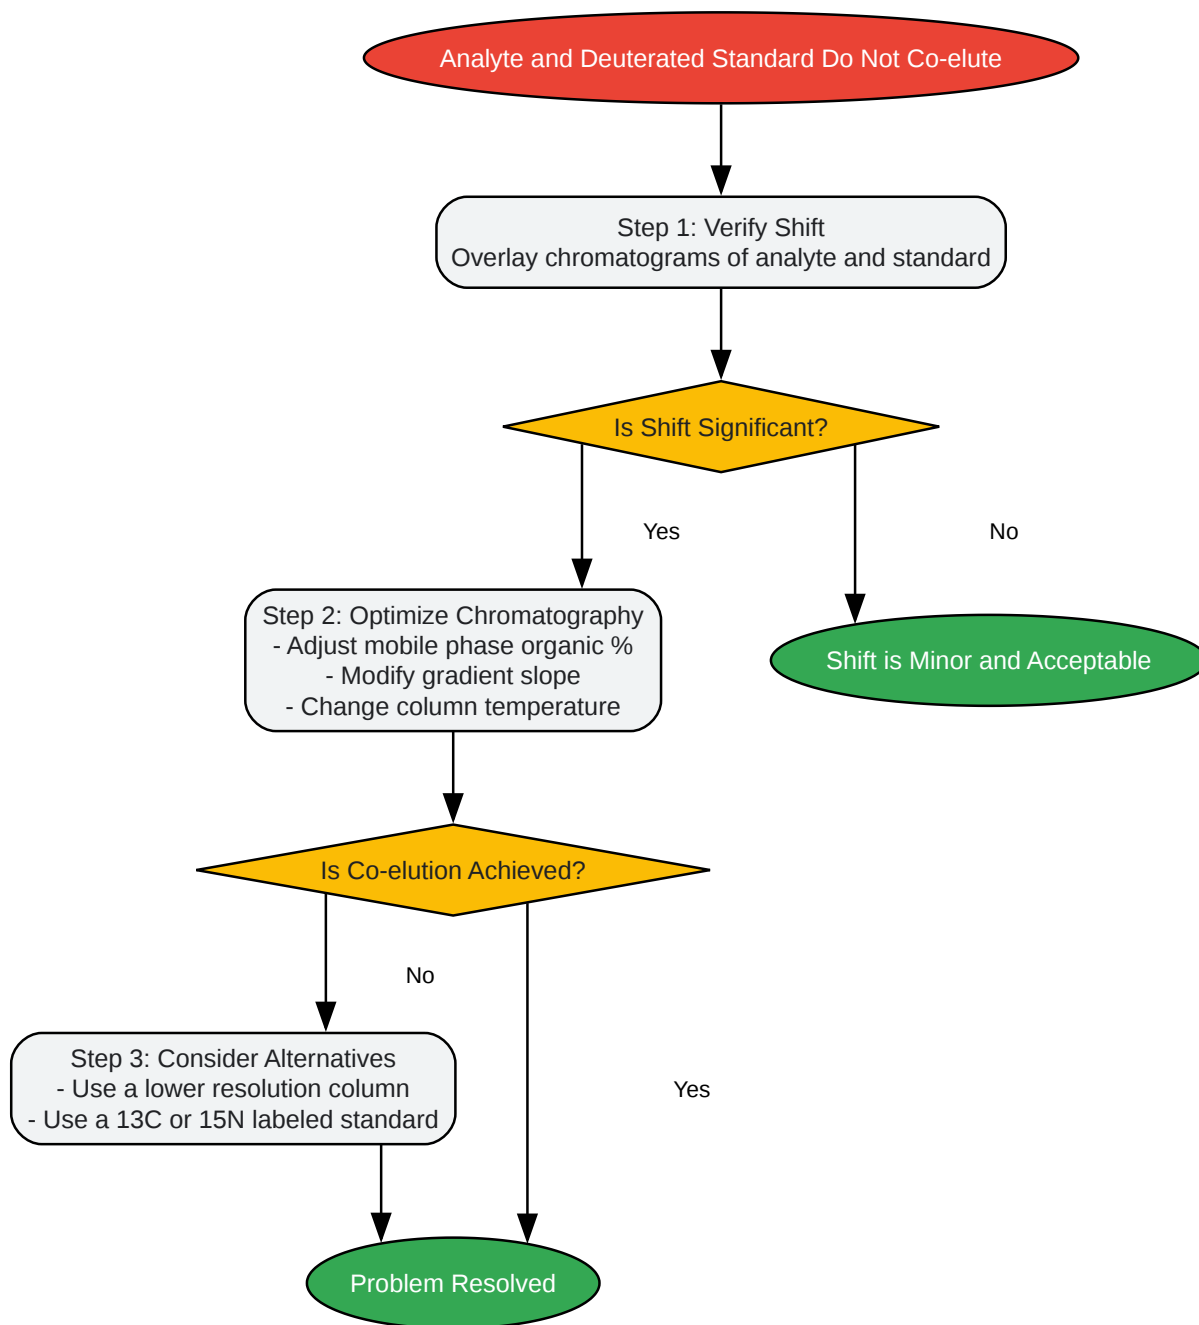 Analyte and Deuterated Standard Do Not Co-elute
Step 1: Verify Shift
Overlay chromatograms of analyte and standard
Is Shift Significant?
Yes
No
Step 2: Optimize Chromatography
- Adjust mobile phase organic %
- Modify gradient slope
- Change column temperature
Shift is Minor and Acceptable
Is Co-elution Achieved?
No
Step 3: Consider Alternatives
- Use a lower resolution column
- Use a 13C or 15N labeled standard
Yes
Problem Resolved